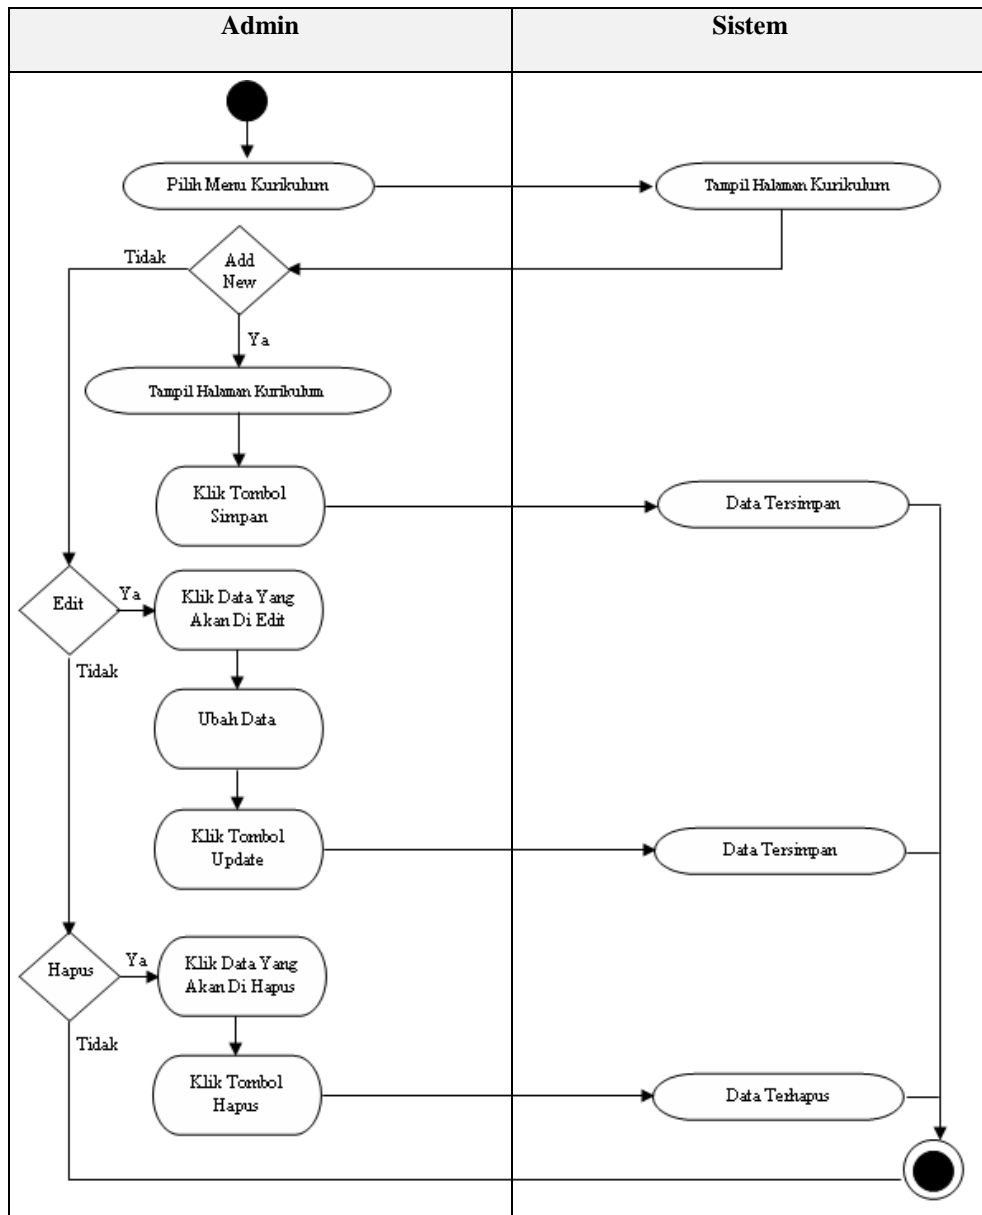 Admin
Sistem
Pilih Menu Kurikulum
Tampil Halaman Kurikulum
Tidak
Add
New
Ya
Tampil Halaman Kurikulum
Klik Tombol
Simpan
Data Tersimpan
Edit
Ya
Klik Data Yang
Akan Di Edit
Tidak
Ubah Data
Klik Tombol
Update
Data Tersimpan
Hapus
Ya
Klik Data Yang
Akan Di Hapus
Tidak
Klik Tombol
Hapus
Data Terhapus